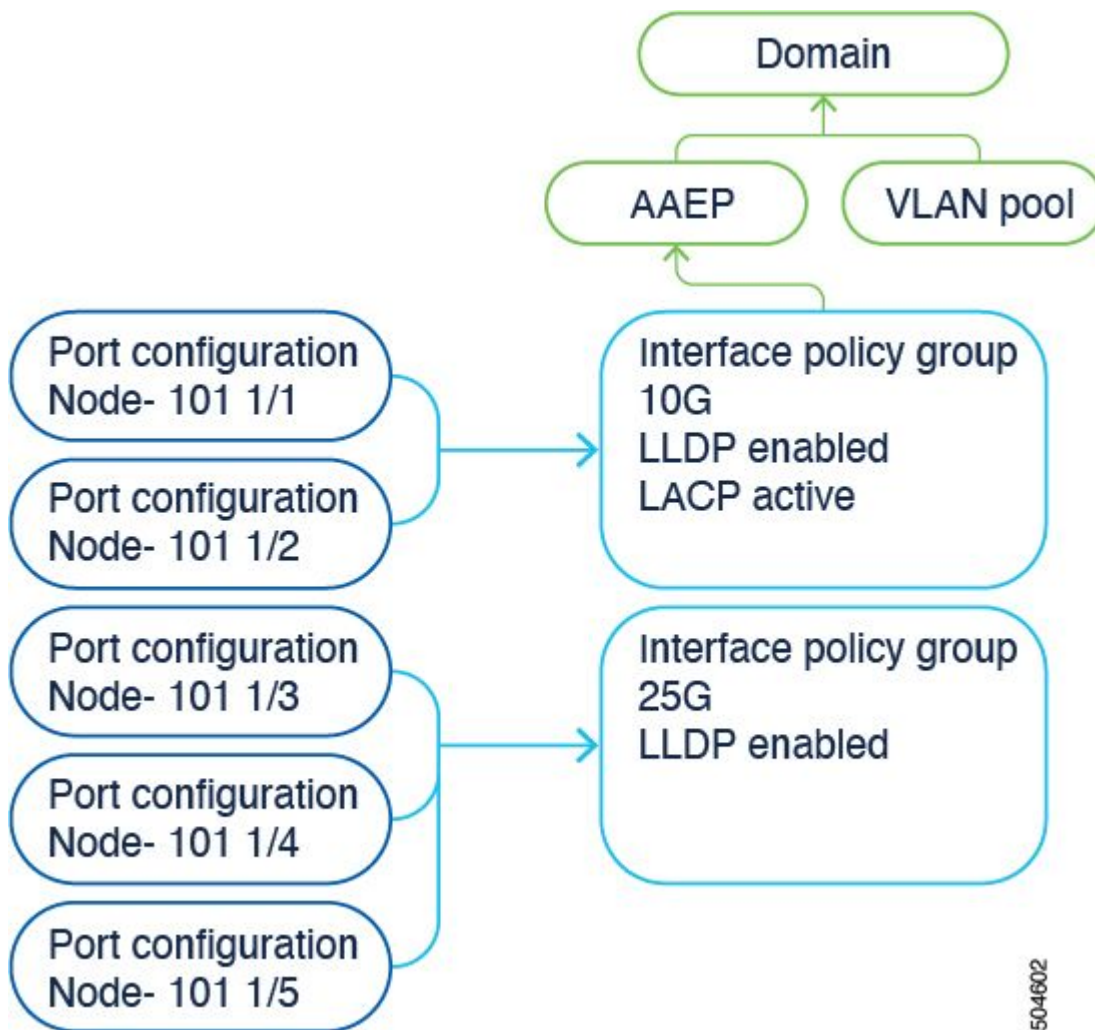 Domain
AAEP
VLAN pool
Port configuration
Node- 101 1/1
Port configuration
Node- 101 1/2
Interface policy group
10G
LLDP enabled
LACP active
Port configuration
Node- 101 1/3
Port configuration
Node- 101 1/4
Port configuration
Node- 101 1/5
Interface policy group
25G
LLDP enabled
504602